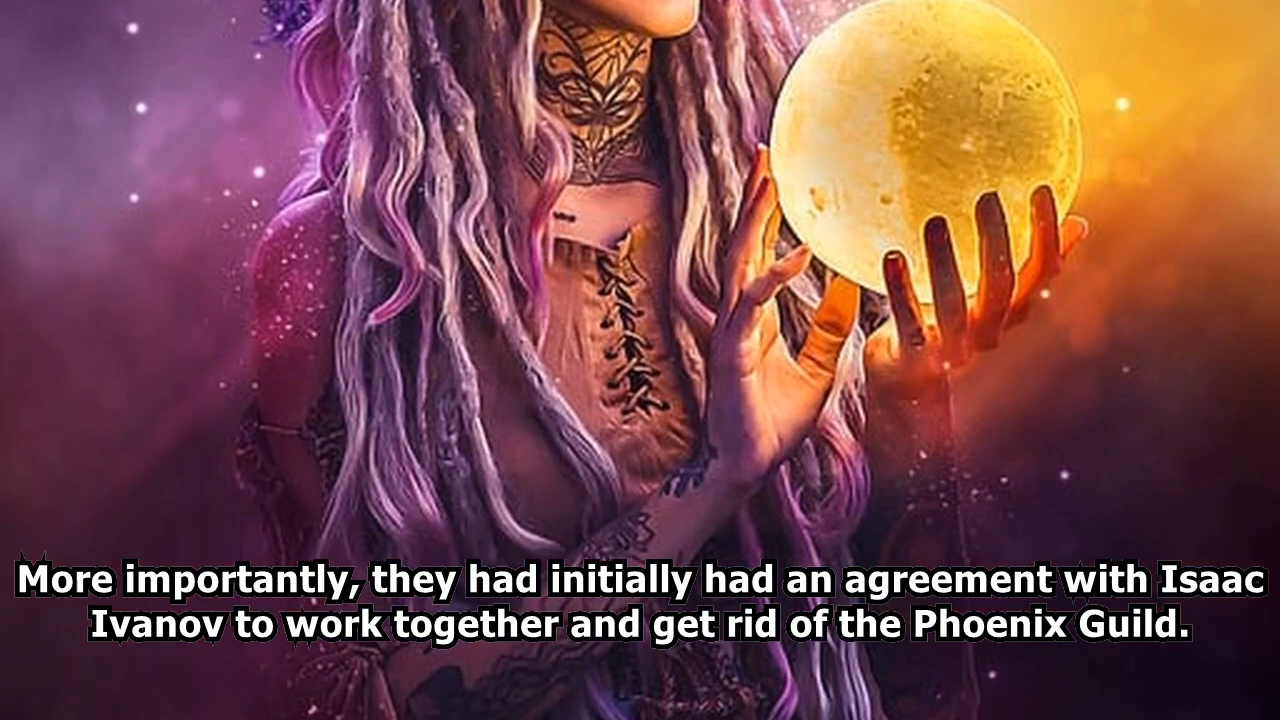 More importantly, they had initially had an agreement with Isaac
Ivanov to work together and get rid of the Phoenix Guild.